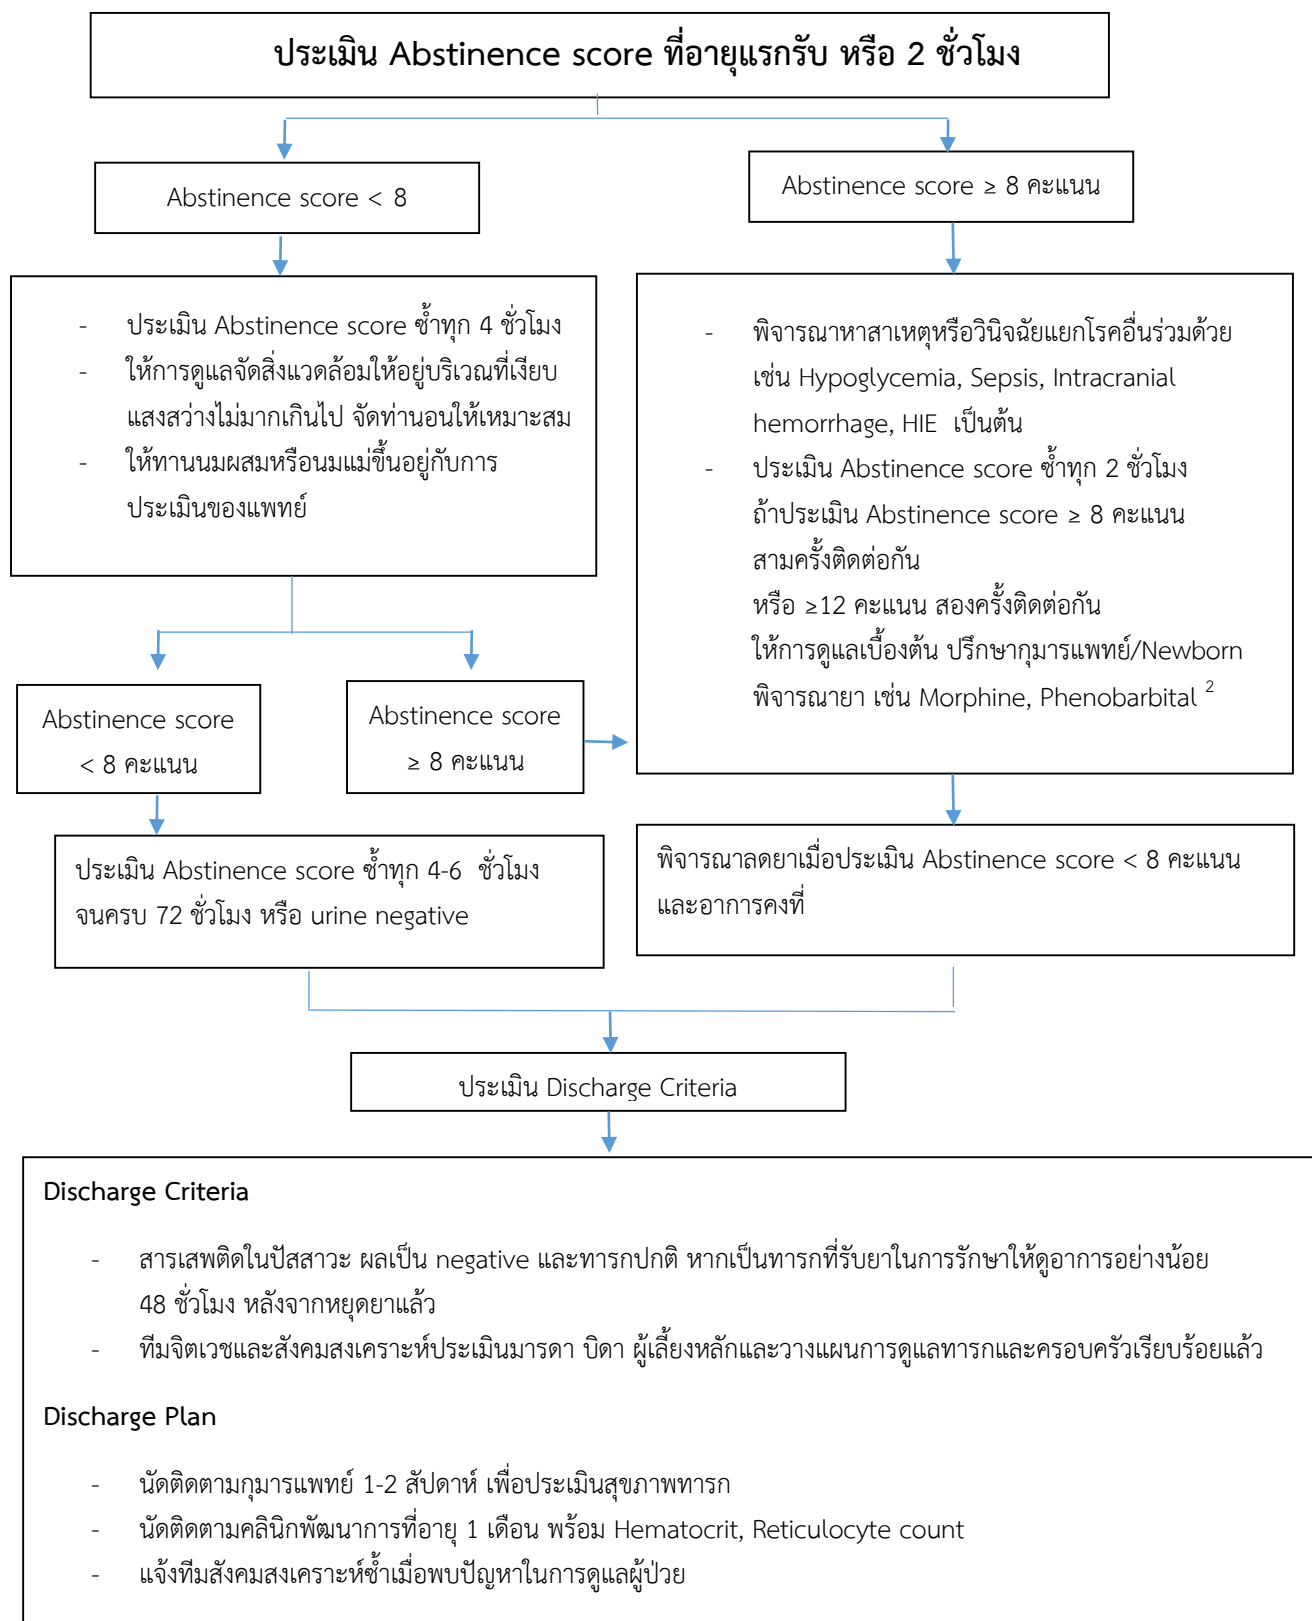 ประเมิน Abstinence score ที่อายุแรกรับ หรือ 2 ชั่วโมง
Abstinence score < 8
Abstinence score ≥ 8 คะแนน
- ประเมิน Abstinence score ซ้ำทุก 4 ชั่วโมง
- ให้การดูแลจัดสิ่งแวดล้อมให้อยู่บริเวณที่เงียบ
แสงสว่างไม่มากเกินไป จัดท่านอนให้เหมาะสม
- ให้ทานนมผสมหรือนมแม่ขึ้นอยู่กับการ
ประเมินของแพทย์
- พิจารณาหาสาเหตุหรือวินิจฉัยแยกโรคอื่นร่วมด้วย
เช่น Hypoglycemia, Sepsis, Intracranial
hemorrhage, HIE เป็นต้น
- ประเมิน Abstinence score ซ้ำทุก 2 ชั่วโมง
ถ้าประเมิน Abstinence score ≥ 8 คะแนน
สามครั้งติดต่อกัน
หรือ ≥12 คะแนน สองครั้งติดต่อกัน
ให้การดูแลเบื้องต้น ปรึกษากุมารแพทย์/Newborn
พิจารณายา เช่น Morphine, Phenobarbital ²
Abstinence score
< 8 คะแนน
Abstinence score
≥ 8 คะแนน
ประเมิน Abstinence score ซ้ำทุก 4-6 ชั่วโมง
จนครบ 72 ชั่วโมง หรือ urine negative
พิจารณาลดยาเมื่อประเมิน Abstinence score < 8 คะแนน
และอาการคงที่
ประเมิน Discharge Criteria
Discharge Criteria
- สารเสพติดในปัสสาวะ ผลเป็น negative และทารกปกติ หากเป็นทารกที่รับยาในการรักษาให้ดูอาการอย่างน้อย
48 ชั่วโมง หลังจากหยุดยาแล้ว
- ทีมจิตเวชและสังคมสงเคราะห์ประเมินมารดา บิดา ผู้เลี้ยงหลักและวางแผนการดูแลทารกและครอบครัวเรียบร้อยแล้ว
Discharge Plan
- นัดติดตามกุมารแพทย์ 1-2 สัปดาห์ เพื่อประเมินสุขภาพทารก
- นัดติดตามคลินิกพัฒนาการที่อายุ 1 เดือน พร้อม Hematocrit, Reticulocyte count
- แจ้งทีมสังคมสงเคราะห์ซ้ำเมื่อพบปัญหาในการดูแลผู้ป่วย